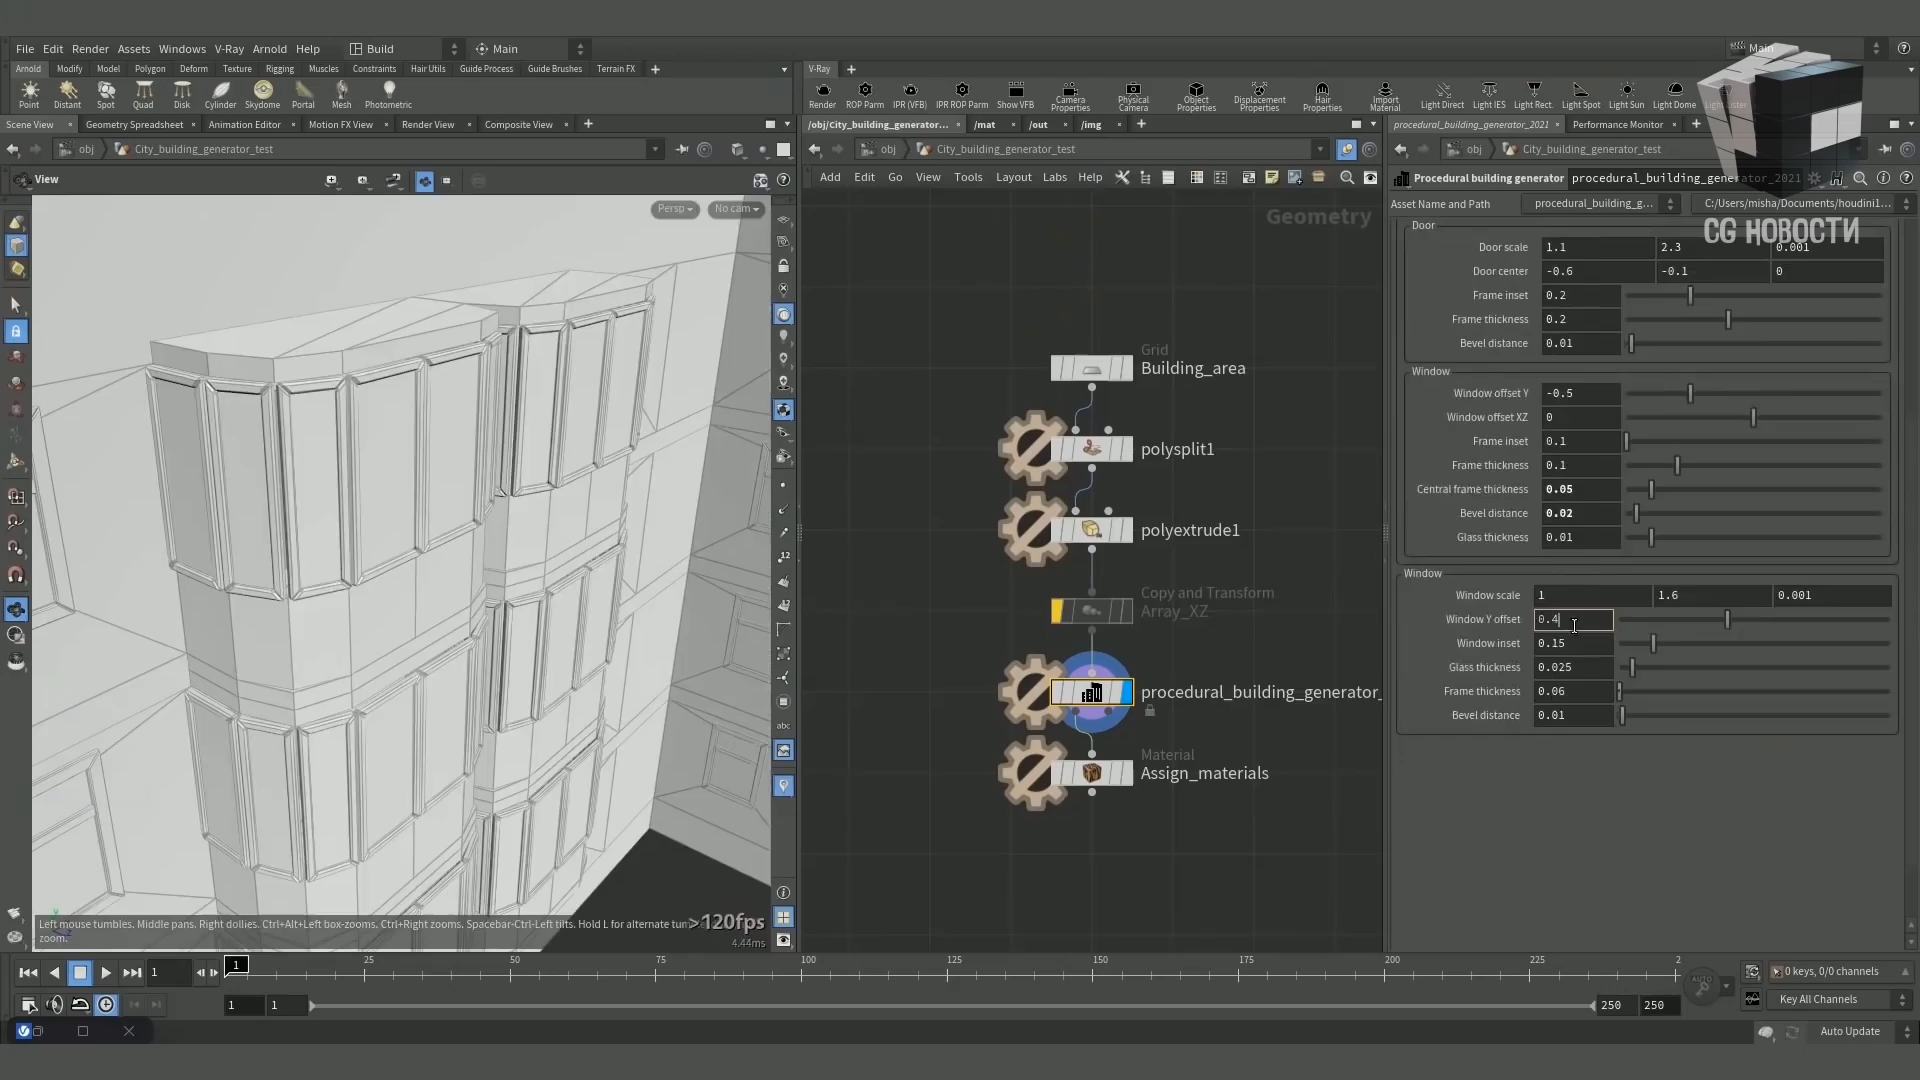 File Edit Render Assets Windows V-Ray Arnold Help Build Main
Main
Arnold Modify Model Polygon Deform Texture Rigging Muscles Constraints Hair Utils Guide Process Guide Brushes Terrain FX
V-Ray
Point Distant Spot Quad Disk Cylinder Skydome Portal Mesh Photometric
Render ROP Parm IPR (VFB) IPR ROP Parm Show VFB Camera Properties Physical Camera Object Properties Displacement Properties Hair Properties Import Material Light Direct Light IES Light Rect. Light Spot Light Sun Light Dome
Scene View Geometry Spreadsheet Animation Editor Motion FX View Render View Composite View
/obj/City_building_generator... /mat /out /img
procedural_building_generator_2021 Performance Monitor
obj City_building_generator_test
obj City_building_generator_test
obj City_building_generator_test
View
Add Edit Go View Tools Layout Labs Help
Procedural building generator procedural_building_generator_2021
Asset Name and Path procedural_building_g... C:/Users/misha/Documents/houdini1...
CG НОВОСТИ
Persp No cam
Geometry
Door
Door scale 1.1 2.3 0.001
Door center -0.6 -0.1 0
Frame inset 0.2
Frame thickness 0.2
Bevel distance 0.01
Window
Window offset Y -0.5
Window offset XZ 0
Frame inset 0.1
Frame thickness 0.1
Central frame thickness 0.05
Bevel distance 0.02
Glass thickness 0.01
Window
Window scale 1 1.6 0.001
Window Y offset 0.4
Window inset 0.15
Glass thickness 0.025
Frame thickness 0.06
Bevel distance 0.01
Grid
Building_area
polysplit1
polyextrude1
Copy and Transform
Array_XZ
procedural_building_generator_
Material
Assign_materials
abc
Left mouse tumbles. Middle pans. Right dollies. Ctrl+Alt+Left box-zooms. Ctrl+Right zooms. Spacebar-Ctrl-Left tilts. Hold L for alternate tum
zoom.
>120fps
4.44ms
1 1 25 50 75 100 125 150 175 200 225 2
AUTO
0 keys, 0/0 channels
1 1 250 250
Key All Channels
Auto Update